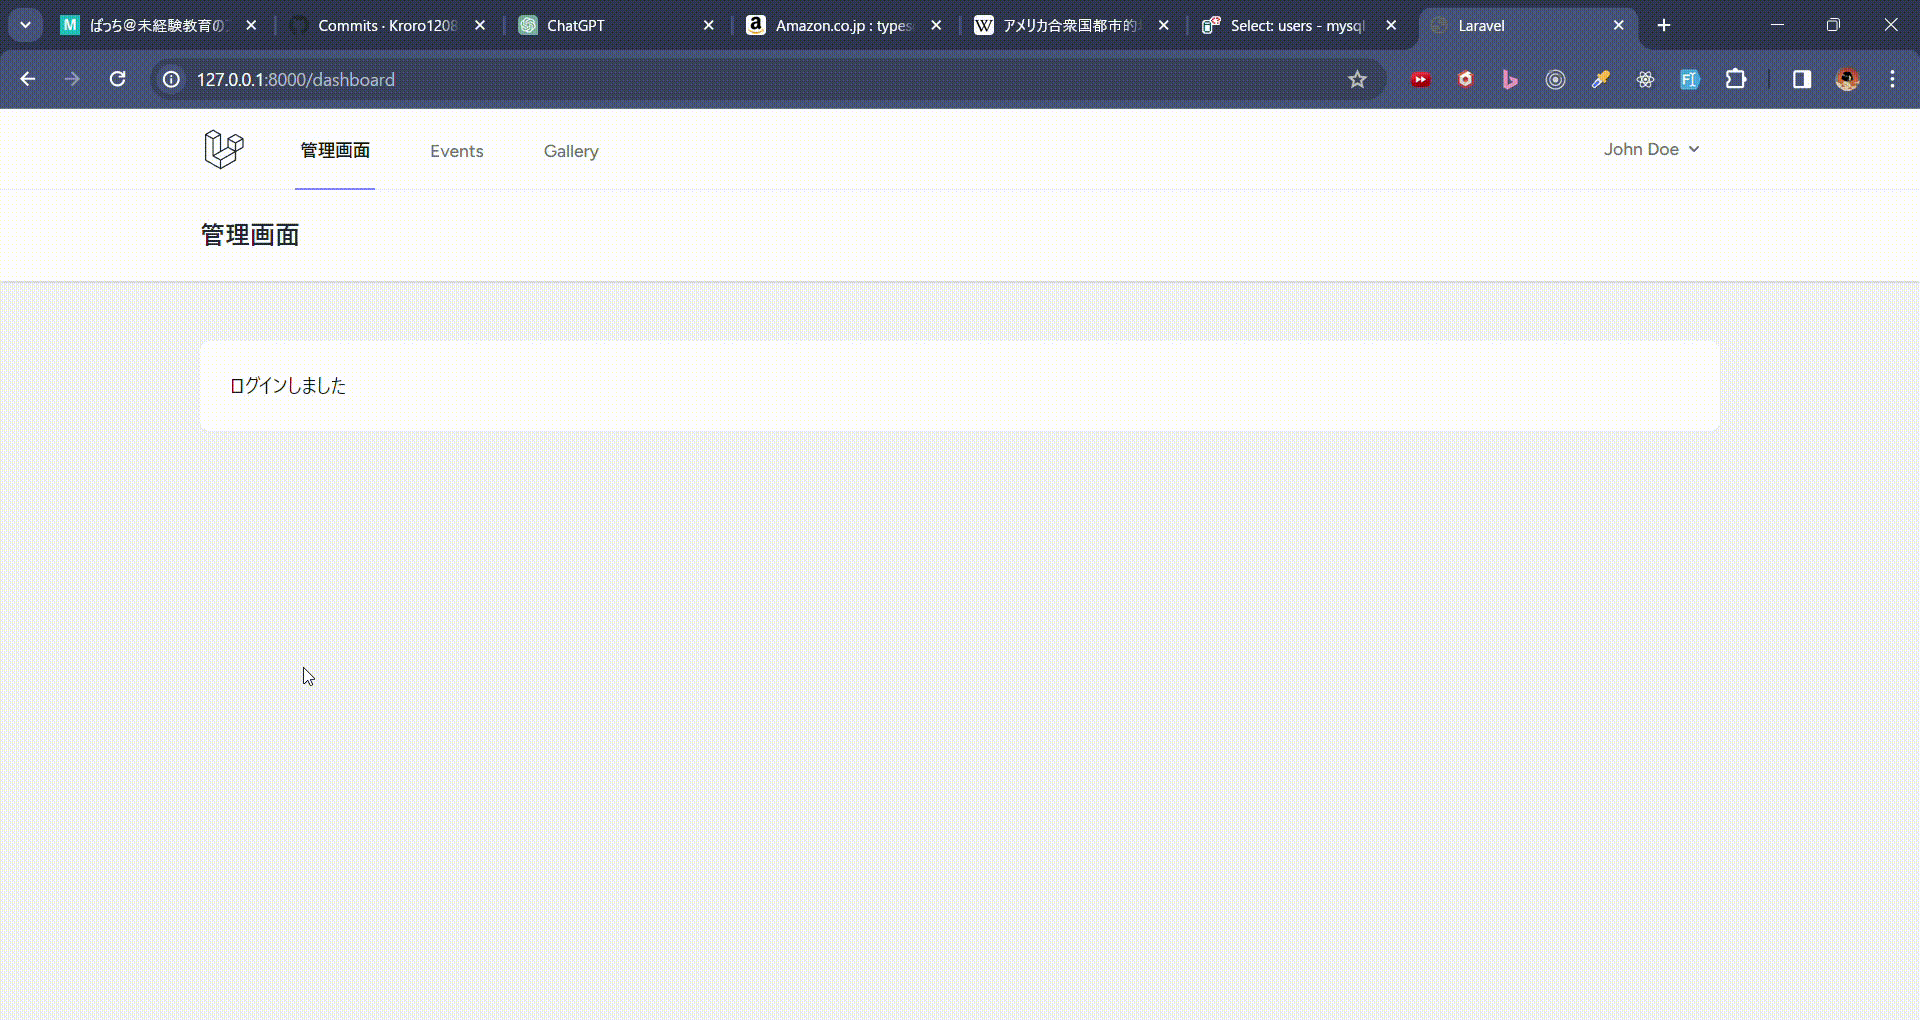 ぱっち@未経験教育の
Commits · Kroro1208
ChatGPT
Amazon.co.jp : types
アメリカ合衆国都市的
Select: users - mysql
Laravel
127.0.0.1:8000/dashboard
管理画面
Events
Gallery
John Doe
管理画面
ログインしました